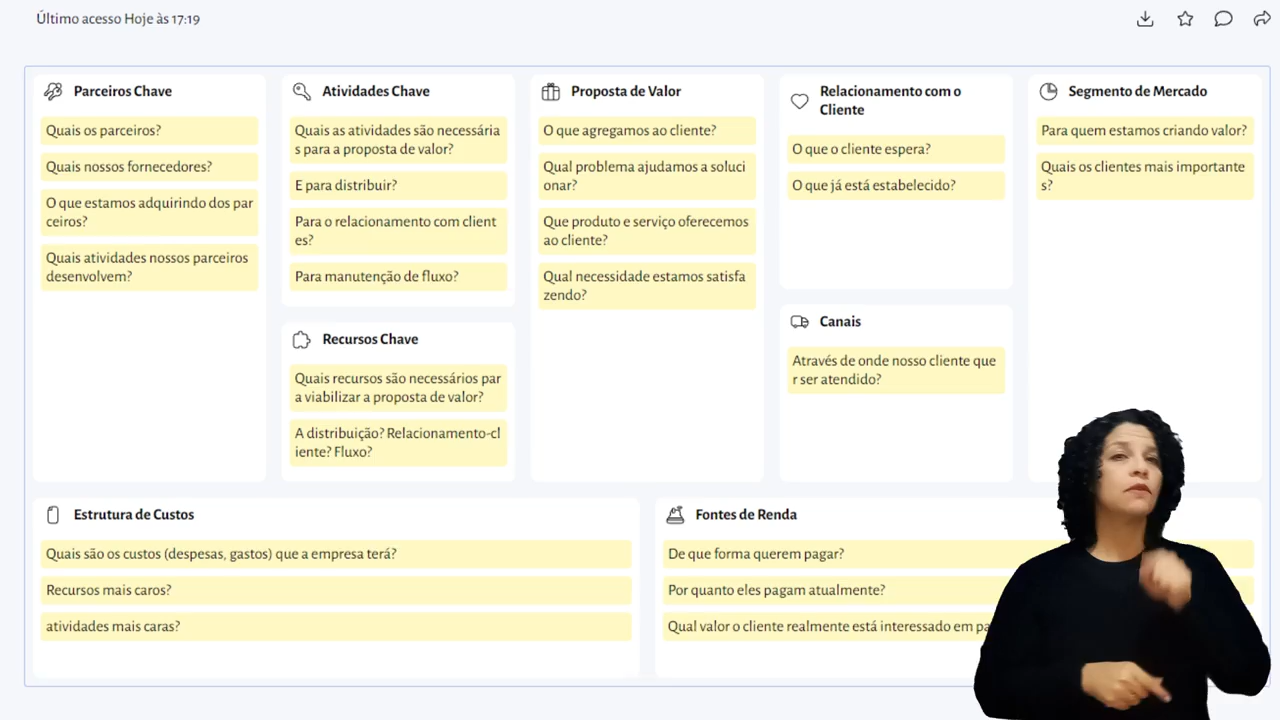 Último acesso Hoje às 17:19
Parceiros Chave
Quais os parceiros?
Quais nossos fornecedores?
O que estamos adquirindo dos par
ceiros?
Quais atividades nossos parceiros
desenvolvem?
Atividades Chave
Quais as atividades são necessária
s para a proposta de valor?
E para distribuir?
Para o relacionamento com client
es?
Para manutenção de fluxo?
Recursos Chave
Quais recursos são necessários par
a viabilizar a proposta de valor?
A distribuição? Relacionamento-cl
iente? Fluxo?
Proposta de Valor
O que agregamos ao cliente?
Qual problema ajudamos a soluci
onar?
Que produto e serviço oferecemos
ao cliente?
Qual necessidade estamos satisfa
zendo?
Relacionamento com o
Cliente
O que o cliente espera?
O que já está estabelecido?
Canais
Através de onde nosso cliente que
r ser atendido?
Segmento de Mercado
Para quem estamos criando valor?
Quais os clientes mais importante
s?
Estrutura de Custos
Quais são os custos (despesas, gastos) que a empresa terá?
Recursos mais caros?
atividades mais caras?
Fontes de Renda
De que forma querem pagar?
Por quanto eles pagam atualmente?
Qual valor o cliente realmente está interessado em